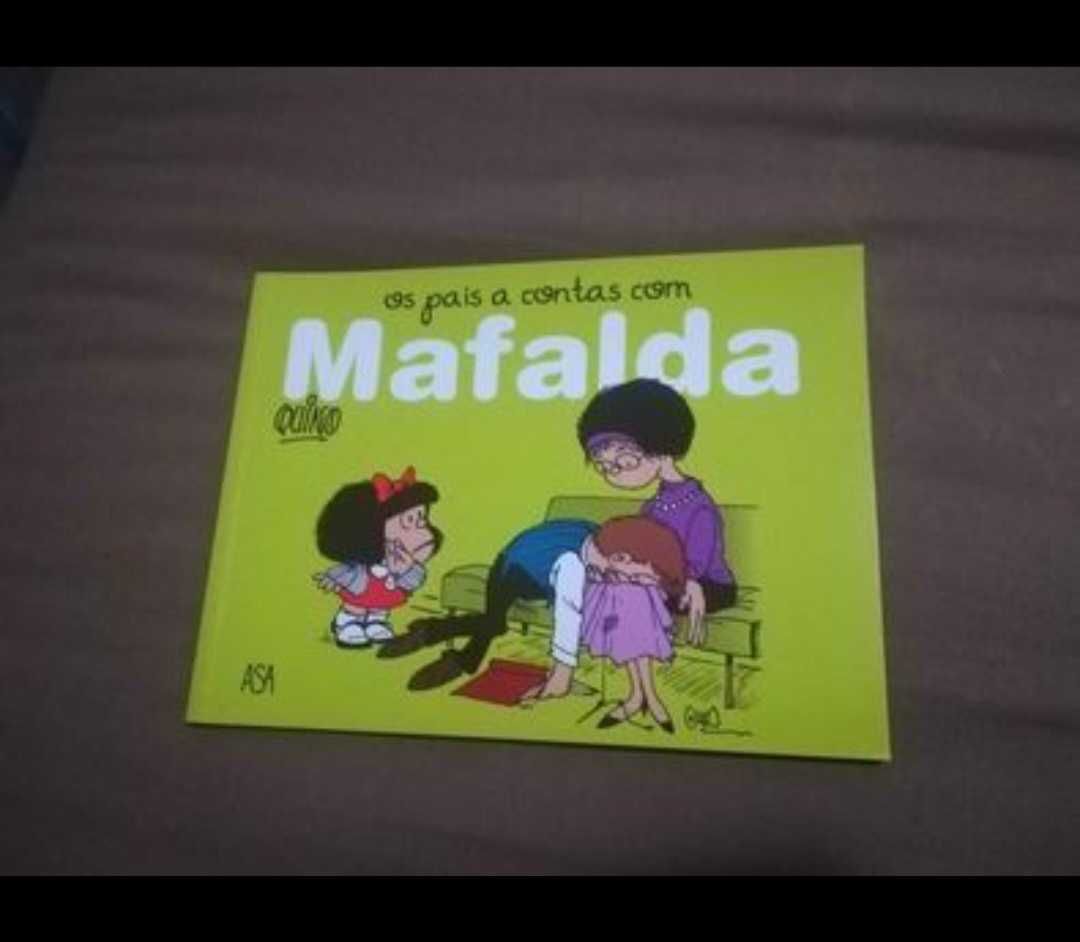 os pais a contas com
Mafalda
QUINO
ASA